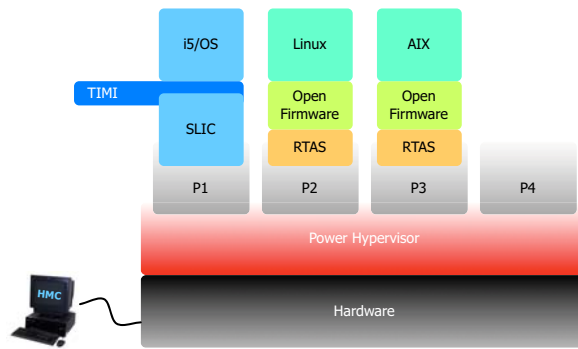 i5/OS Linux AIX
TIMI
Open Firmware Open Firmware
SLIC
RTAS RTAS
P1 P2 P3 P4
Power Hypervisor
HMC
Hardware